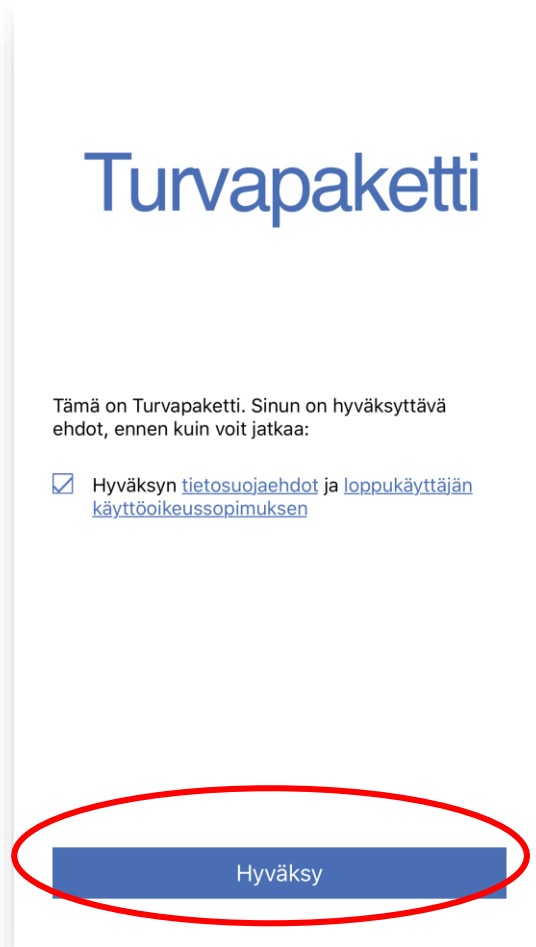 Turvapaketti
Tämä on Turvapaketti. Sinun on hyväksyttävä
ehdot, ennen kuin voit jatkaa:
Hyväksyn tietosuojaehdot ja loppukäyttäjän
käyttöoikeussopimuksen
Hyväksy